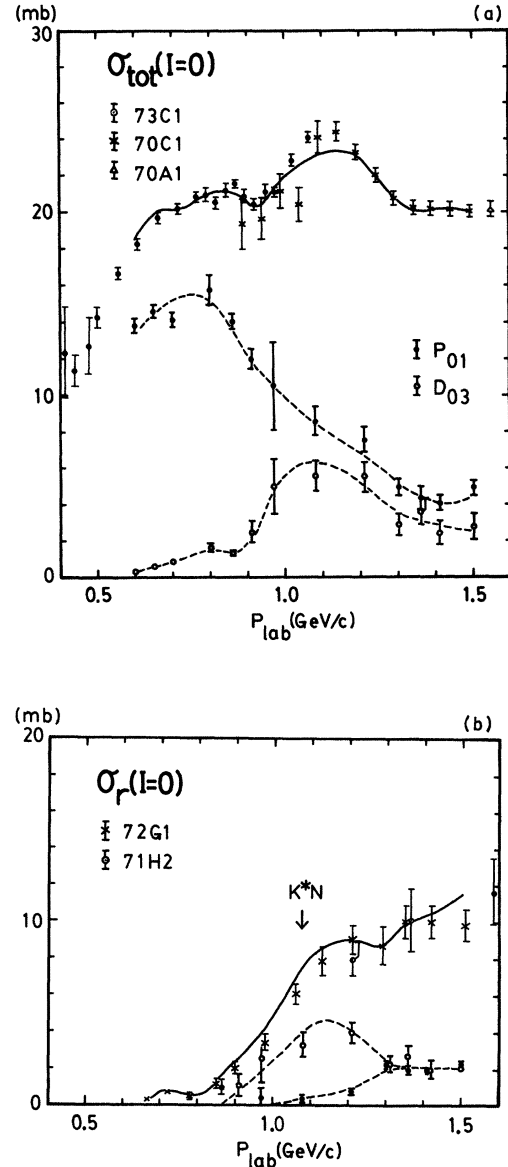 (mb) (a)
30
σtot(I=0)
73C1
70C1
70A1
20
P01
D03
10
0
0.5 1.0 1.5
Plab(GeV/c)
(mb) (b)
20
σr(I=0)
72G1
71H2
K*N
10
0
0.5 1.0 1.5
Plab(GeV/c)